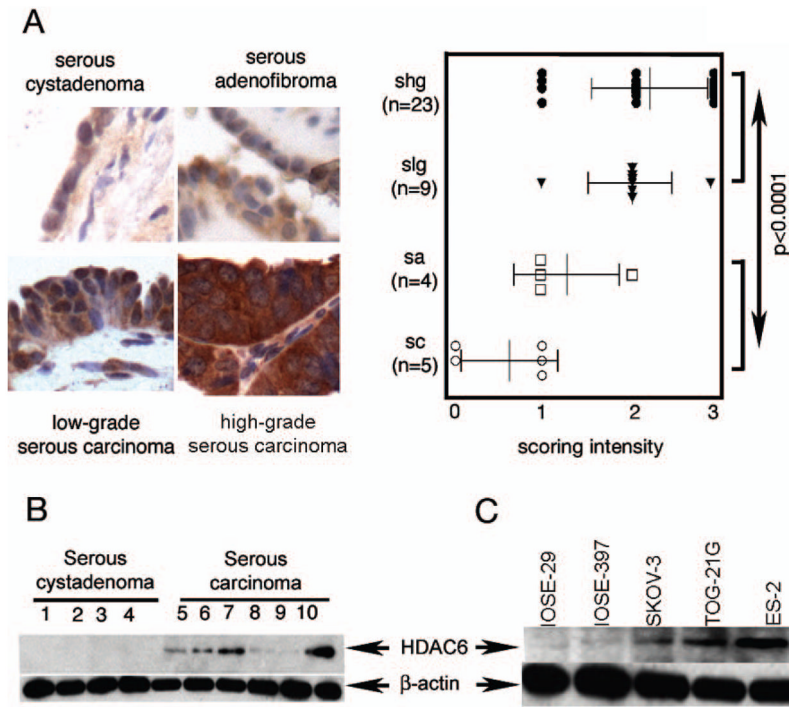 A
serous
cystadenoma
serous
adenofibroma
low-grade
serous carcinoma
high-grade
serous carcinoma
shg
(n=23)
slg
(n=9)
sa
(n=4)
sc
(n=5)
0 1 2 3
scoring intensity
p<0.0001
B
Serous
cystadenoma
Serous
carcinoma
1 2 3 4 5 6 7 8 9 10
HDAC6
β-actin
C
IOSE-29
IOSE-397
SKOV-3
TOG-21G
ES-2